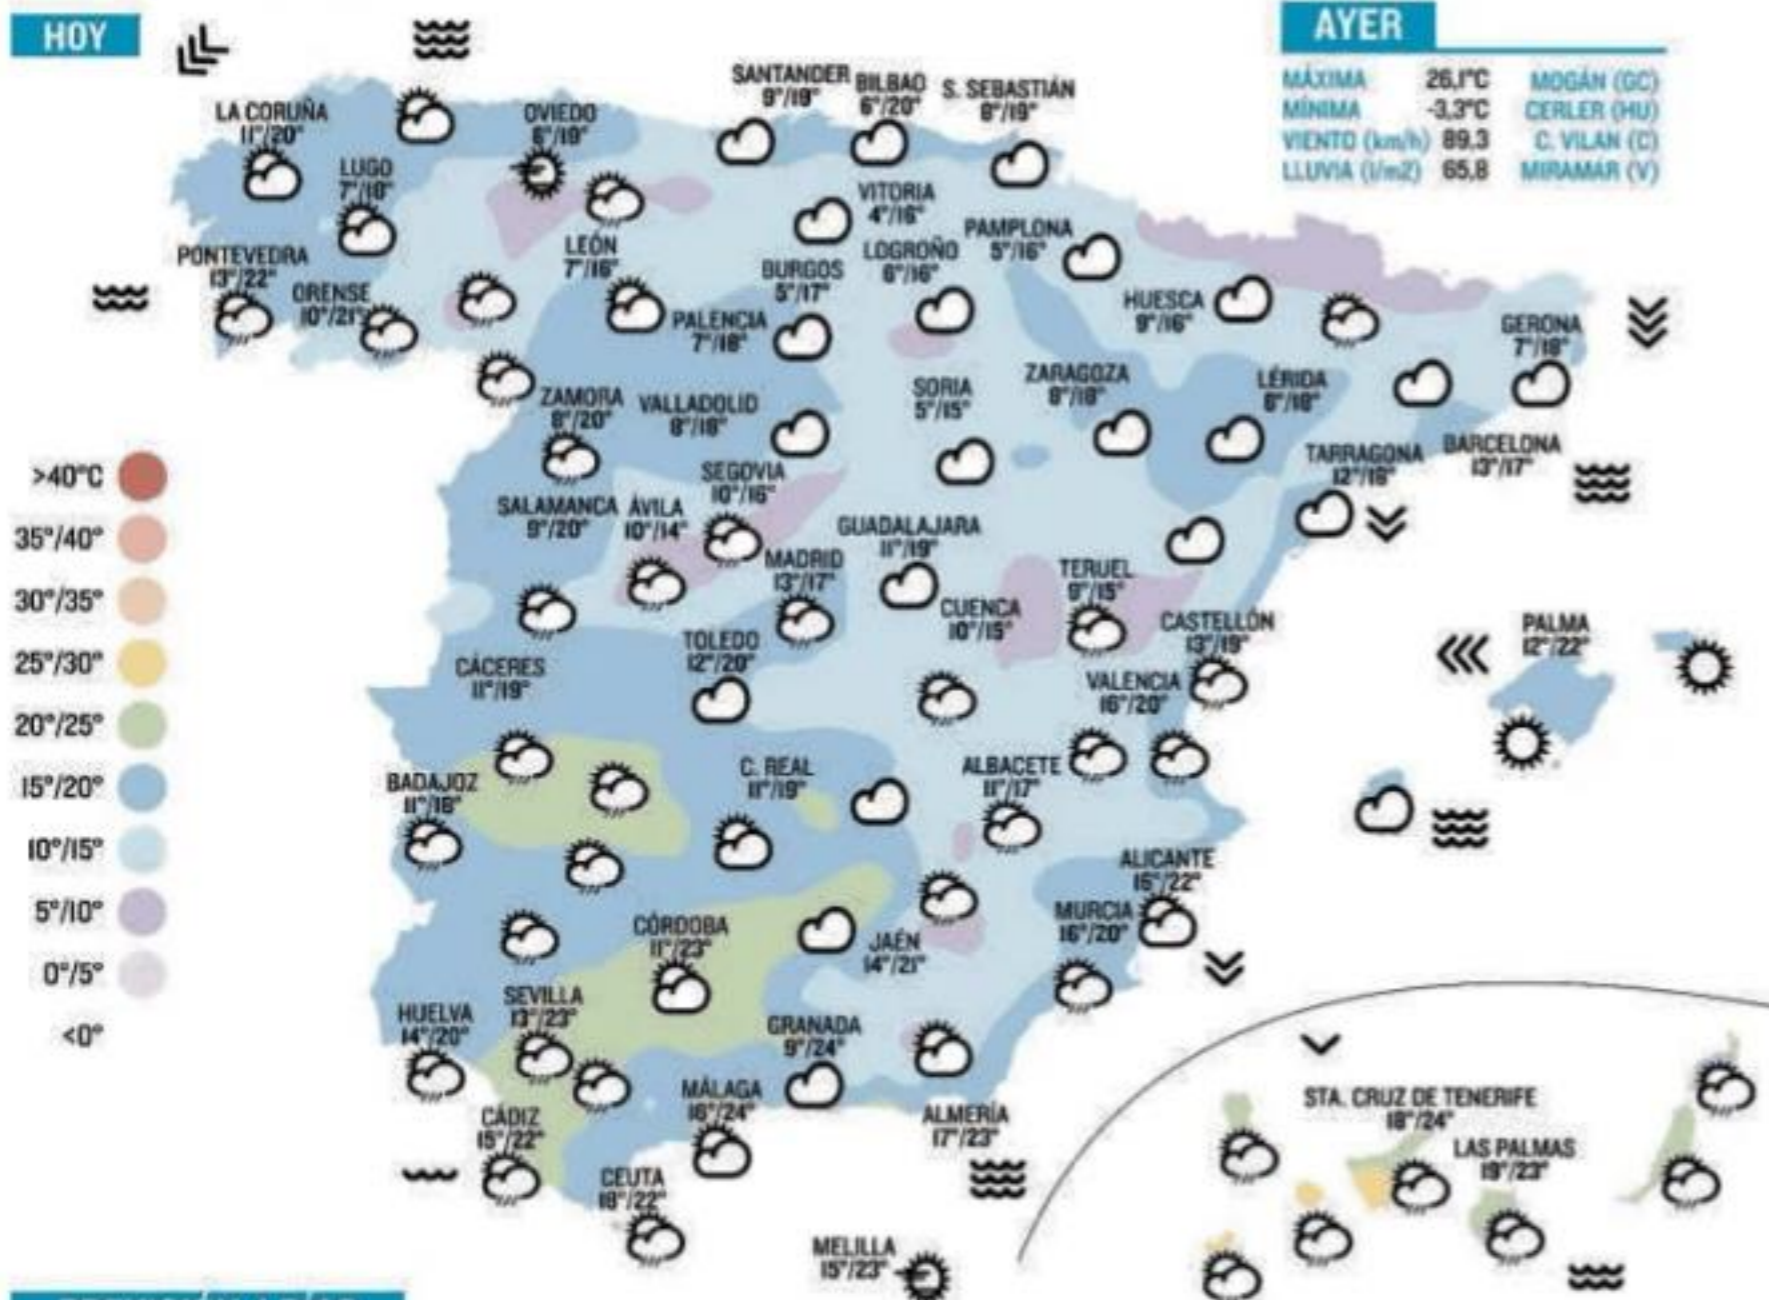 HOY
AYER
MÁXIMA 26,1°C MOGÁN (GC)
MÍNIMA -3,3°C CERLER (HU)
VIENTO (km/h) 89,3 C. VILAN (C)
LLUVIA (l/m2) 65,8 MIRAMAR (V)
SANTANDER
9°/19°
BILBAO
6°/20°
S. SEBASTIÁN
8°/19°
LA CORUÑA
11°/20°
OVIEDO
6°/19°
LUGO
7°/18°
VITORIA
4°/16°
PAMPLONA
5°/16°
LEÓN
7°/16°
LOGROÑO
6°/16°
PONTEVEDRA
13°/22°
BURGOS
5°/17°
ORENSE
10°/21°
HUESCA
9°/16°
PALENCIA
7°/18°
GERONA
7°/18°
ZAMORA
8°/20°
VALLADOLID
8°/18°
SORIA
5°/15°
ZARAGOZA
8°/18°
LÉRIDA
8°/18°
TARRAGONA
12°/18°
BARCELONA
13°/17°
SEGOVIA
10°/16°
SALAMANCA
9°/20°
ÁVILA
10°/14°
GUADALAJARA
11°/19°
MADRID
13°/17°
TERUEL
9°/15°
CUENCA
10°/15°
CASTELLÓN
13°/19°
PALMA
12°/22°
TOLEDO
12°/20°
CÁCERES
11°/19°
VALENCIA
16°/20°
BADAJOZ
11°/18°
C. REAL
11°/19°
ALBACETE
11°/17°
ALICANTE
16°/22°
MURCIA
16°/20°
CÓRDOBA
11°/23°
JAÉN
14°/21°
SEVILLA
13°/23°
HUELVA
14°/20°
GRANADA
9°/24°
MÁLAGA
16°/24°
CÁDIZ
15°/22°
ALMERÍA
17°/23°
CEUTA
18°/22°
MELILLA
15°/23°
STA. CRUZ DE TENERIFE
18°/24°
LAS PALMAS
19°/23°
>40°C
35°/40°
30°/35°
25°/30°
20°/25°
15°/20°
10°/15°
5°/10°
0°/5°
<0°